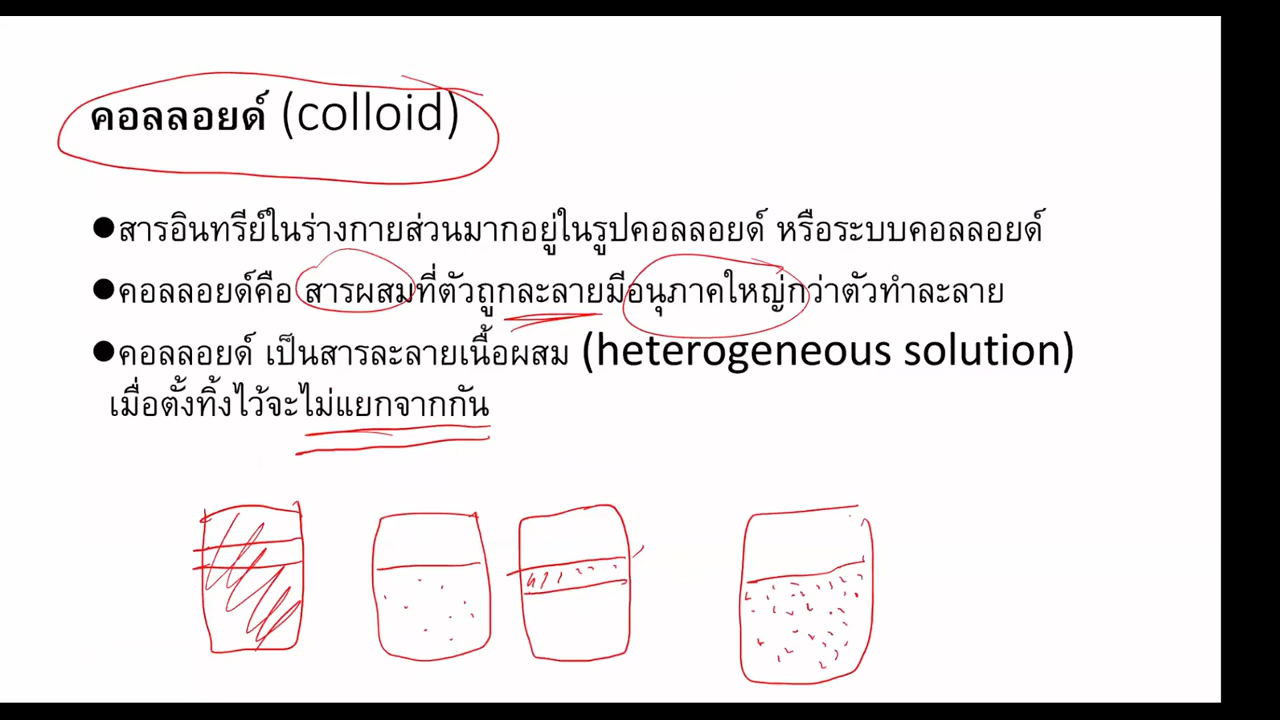 คอลลอยด์ (colloid)
●สารอินทรีย์ในร่างกายส่วนมากอยู่ในรูปคอลลอยด์ หรือระบบคอลลอยด์
●คอลลอยด์คือ สารผสมที่ตัวถูกละลายมีอนุภาคใหญ่กว่าตัวทำละลาย
●คอลลอยด์ เป็นสารละลายเนื้อผสม (heterogeneous solution)
เมื่อตั้งทิ้งไว้จะไม่แยกจากกัน